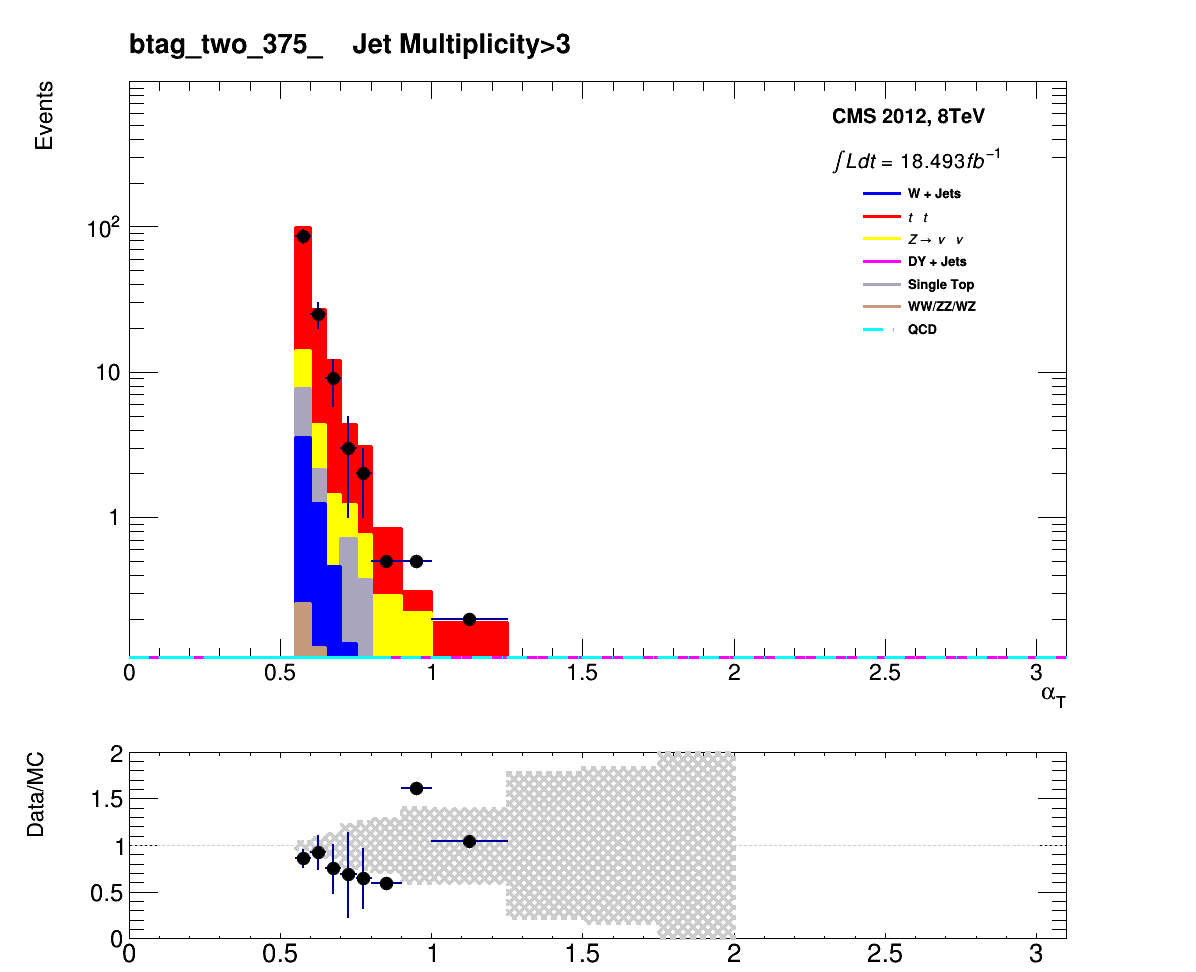 btag_two_375_ Jet Multiplicity>3
Events
CMS 2012, 8TeV
∫Ldt = 18.493fb⁻¹
W + Jets
t t
Z→ ν ν
DY + Jets
Single Top
WW/ZZ/WZ
QCD
10²
10
1
0 0.5 1 1.5 2 2.5 3
α_T
Data/MC
2
1.5
1
0.5
0
0 0.5 1 1.5 2 2.5 3